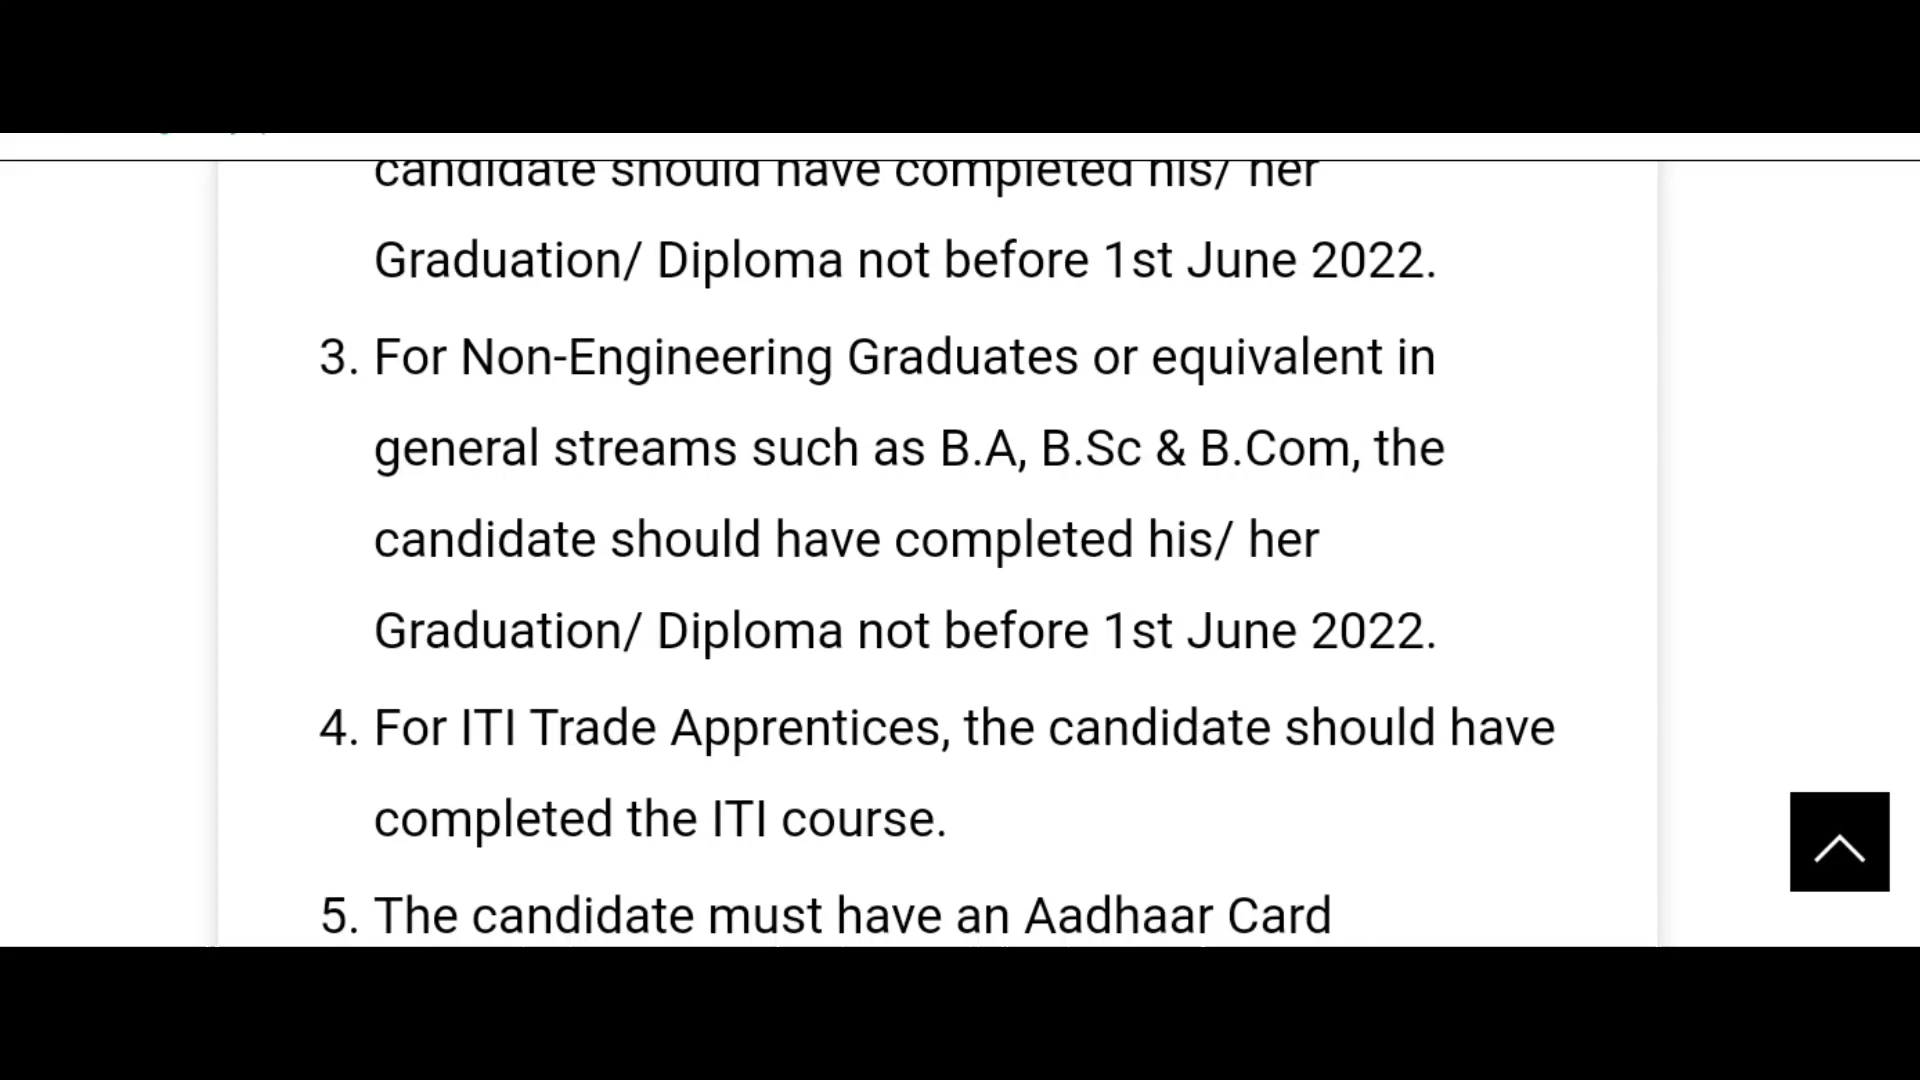 candidate should have completed his/ her
Graduation/ Diploma not before 1st June 2022.
3. For Non-Engineering Graduates or equivalent in
general streams such as B.A, B.Sc & B.Com, the
candidate should have completed his/ her
Graduation/ Diploma not before 1st June 2022.
4. For ITI Trade Apprentices, the candidate should have
completed the ITI course.
5. The candidate must have an Aadhaar Card